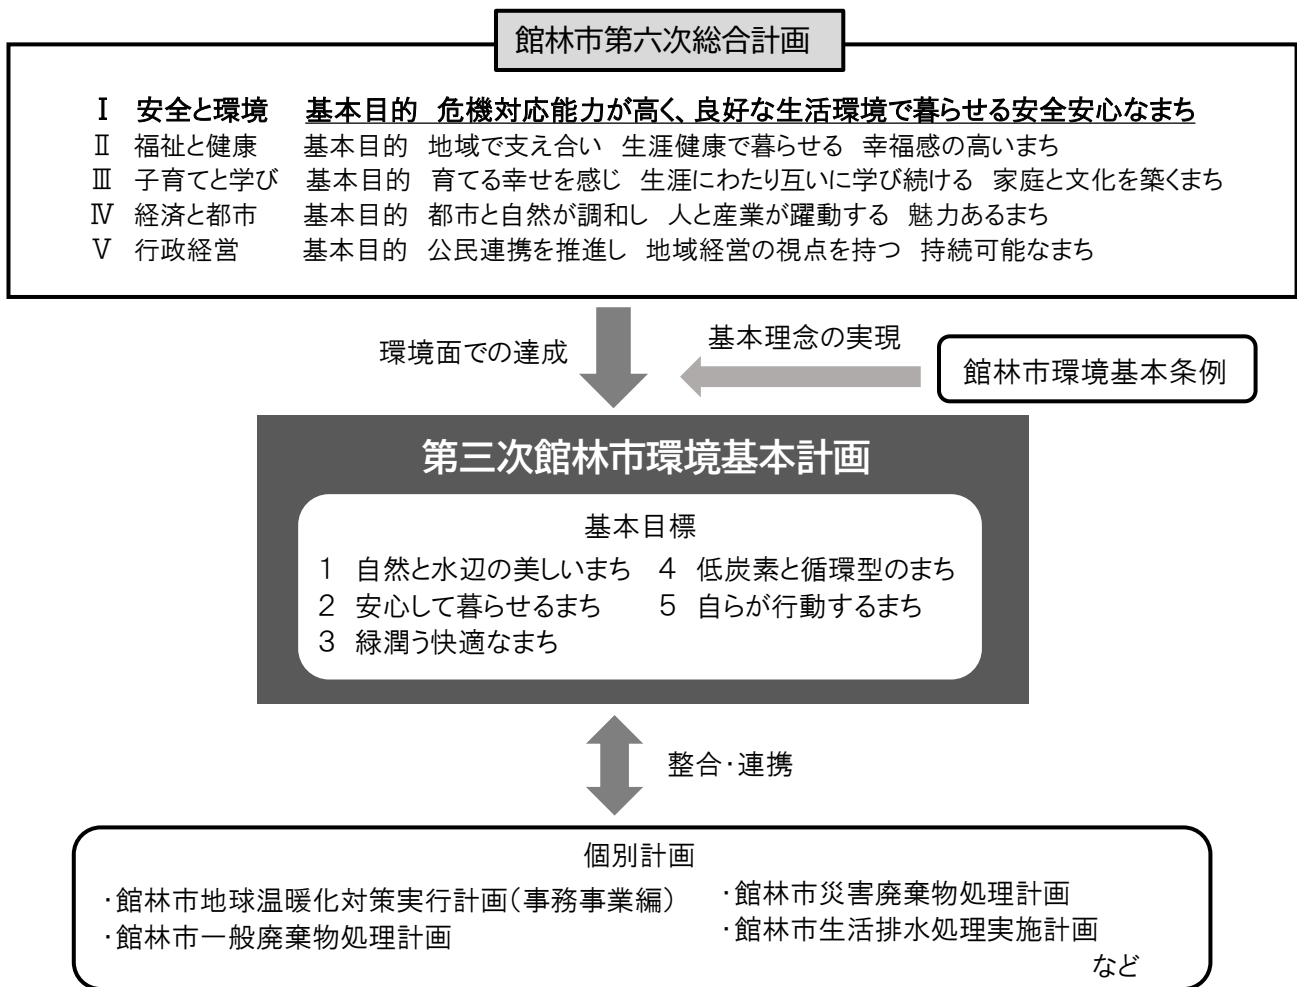 館林市第六次総合計画
Ⅰ 安全と環境 基本目的 危機対応能力が高く、良好な生活環境で暮らせる安全安心なまち
Ⅱ 福祉と健康 基本目的 地域で支え合い 生涯健康で暮らせる 幸福感の高いまち
Ⅲ 子育てと学び 基本目的 育てる幸せを感じ 生涯にわたり互いに学び続ける 家庭と文化を築くまち
Ⅳ 経済と都市 基本目的 都市と自然が調和し 人と産業が躍動する 魅力あるまち
Ⅴ 行政経営 基本目的 公民連携を推進し 地域経営の視点を持つ 持続可能なまち
環境面での達成
基本理念の実現
館林市環境基本条例
第三次館林市環境基本計画
基本目標
1 自然と水辺の美しいまち
2 安心して暮らせるまち
3 緑潤う快適なまち
4 低炭素と循環型のまち
5 自らが行動するまち
整合・連携
個別計画
・館林市地球温暖化対策実行計画（事務事業編）
・館林市一般廃棄物処理計画
・館林市災害廃棄物処理計画
・館林市生活排水処理実施計画
など